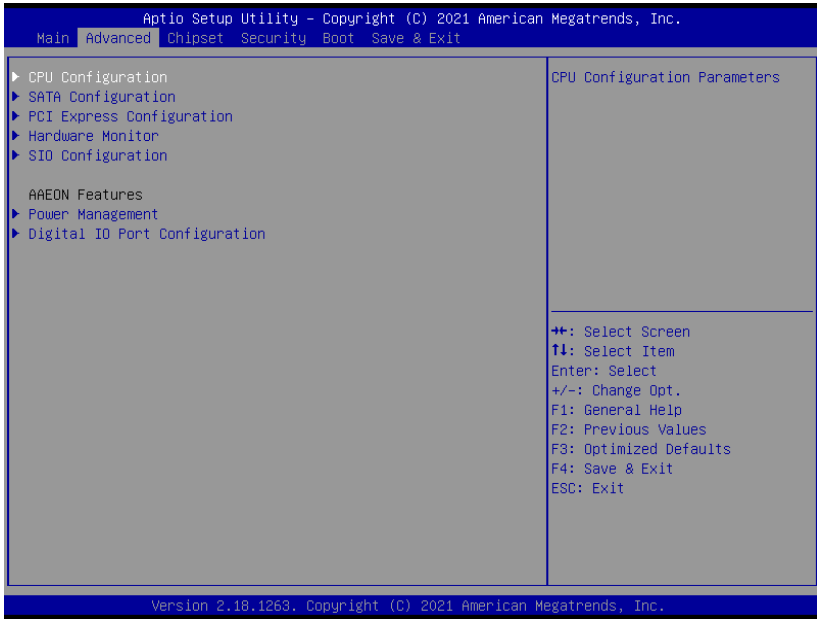 Aptio Setup Utility – Copyright (C) 2021 American Megatrends, Inc.
Main Advanced Chipset Security Boot Save & Exit
▶ CPU Configuration
▶ SATA Configuration
▶ PCI Express Configuration
▶ Hardware Monitor
▶ SIO Configuration
AAEON Features
▶ Power Management
▶ Digital IO Port Configuration
CPU Configuration Parameters
→←: Select Screen
↑↓: Select Item
Enter: Select
+/-: Change Opt.
F1: General Help
F2: Previous Values
F3: Optimized Defaults
F4: Save & Exit
ESC: Exit
Version 2.18.1263. Copyright (C) 2021 American Megatrends, Inc.